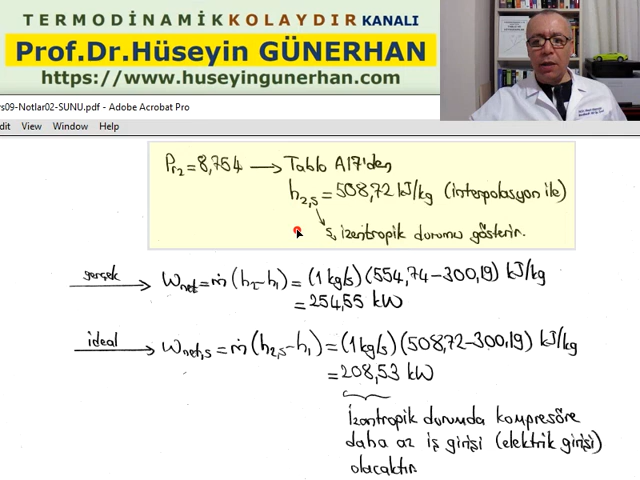 TERMODİNAMİKKOLAYDIR KANALI
Prof.Dr.Hüseyin GÜNERHAN
https://www.huseyingunerhan.com
s09-Notlar02-SUNU.pdf - Adobe Acrobat Pro
dit View Window Help
Pr2 = 8,754 → Tablo A17'den
h2,s = 508,72 kJ/kg (interpolasyon ile)
s, izentropik durumu gösterir.
gerçek → Wnet = ṁ (h2 - h1) = (1 kg/s) (554,74 - 300,19) kJ/kg
= 254,55 kW
ideal → Wnet,s = ṁ (h2,s - h1) = (1 kg/s) (508,72 - 300,19) kJ/kg
= 208,53 kW
İzentropik durumda kompresöre
daha az iş girişi (elektrik girişi)
olacaktır.